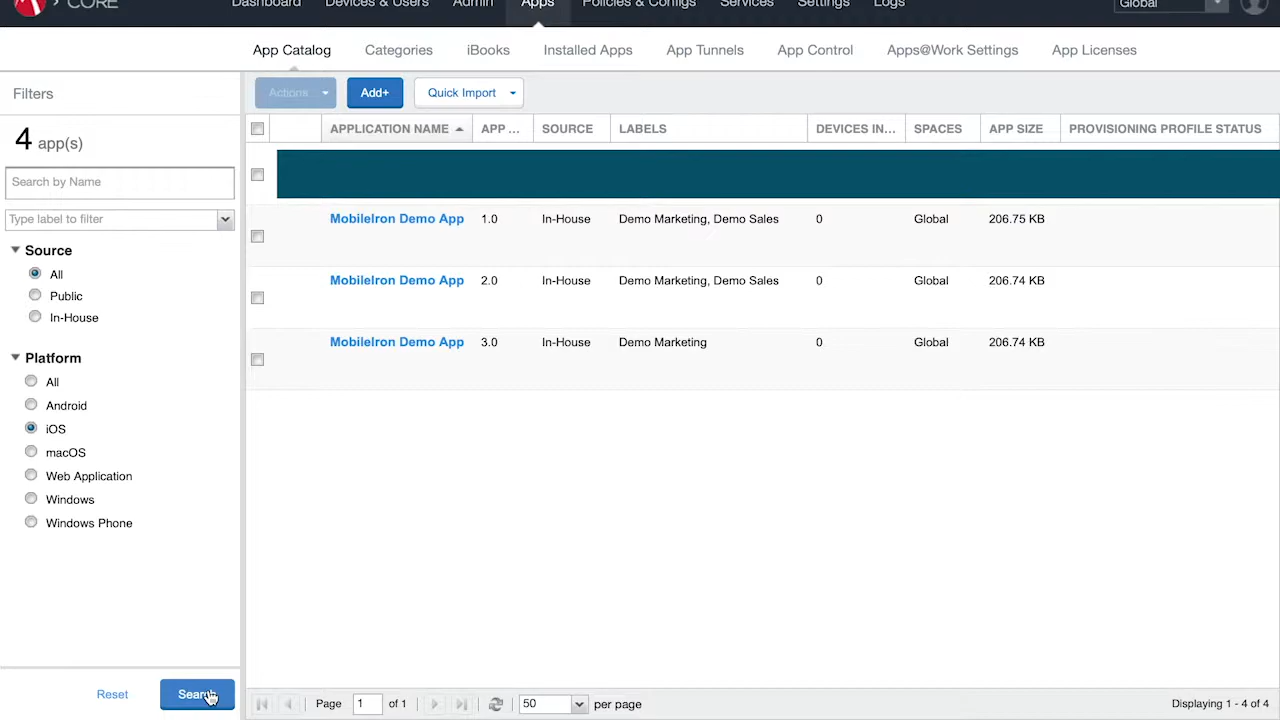 CORE
Dashboard Devices & Users Admin Apps Policies & Configs Services Settings Logs Global
App Catalog Categories iBooks Installed Apps App Tunnels App Control Apps@Work Settings App Licenses
Filters
Actions Add+ Quick Import
4 app(s)
APPLICATION NAME APP ... SOURCE LABELS DEVICES IN... SPACES APP SIZE PROVISIONING PROFILE STATUS
Search by Name
Type label to filter
MobileIron Demo App 1.0 In-House Demo Marketing, Demo Sales 0 Global 206.75 KB
MobileIron Demo App 2.0 In-House Demo Marketing, Demo Sales 0 Global 206.74 KB
MobileIron Demo App 3.0 In-House Demo Marketing 0 Global 206.74 KB
Source
All
Public
In-House
Platform
All
Android
iOS
macOS
Web Application
Windows
Windows Phone
Reset Search
Page 1 of 1 50 per page Displaying 1 - 4 of 4